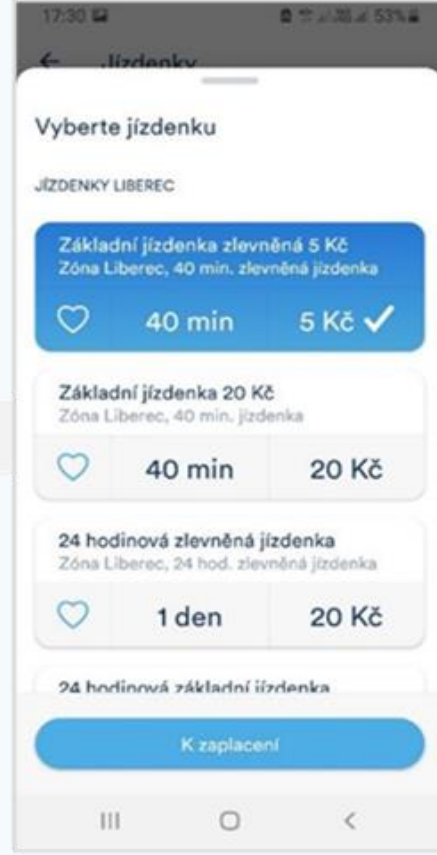 17:30
53%
Jízdenky
Vyberte jízdenku
JÍZDENKY LIBEREC
Základní jízdenka zlevněná 5 Kč
Zóna Liberec, 40 min. zlevněná jízdenka
40 min 5 Kč
Základní jízdenka 20 Kč
Zóna Liberec, 40 min. jízdenka
40 min 20 Kč
24 hodinová zlevněná jízdenka
Zóna Liberec, 24 hod. zlevněná jízdenka
1 den 20 Kč
24 hodinová základní jízdenka
K zaplacení